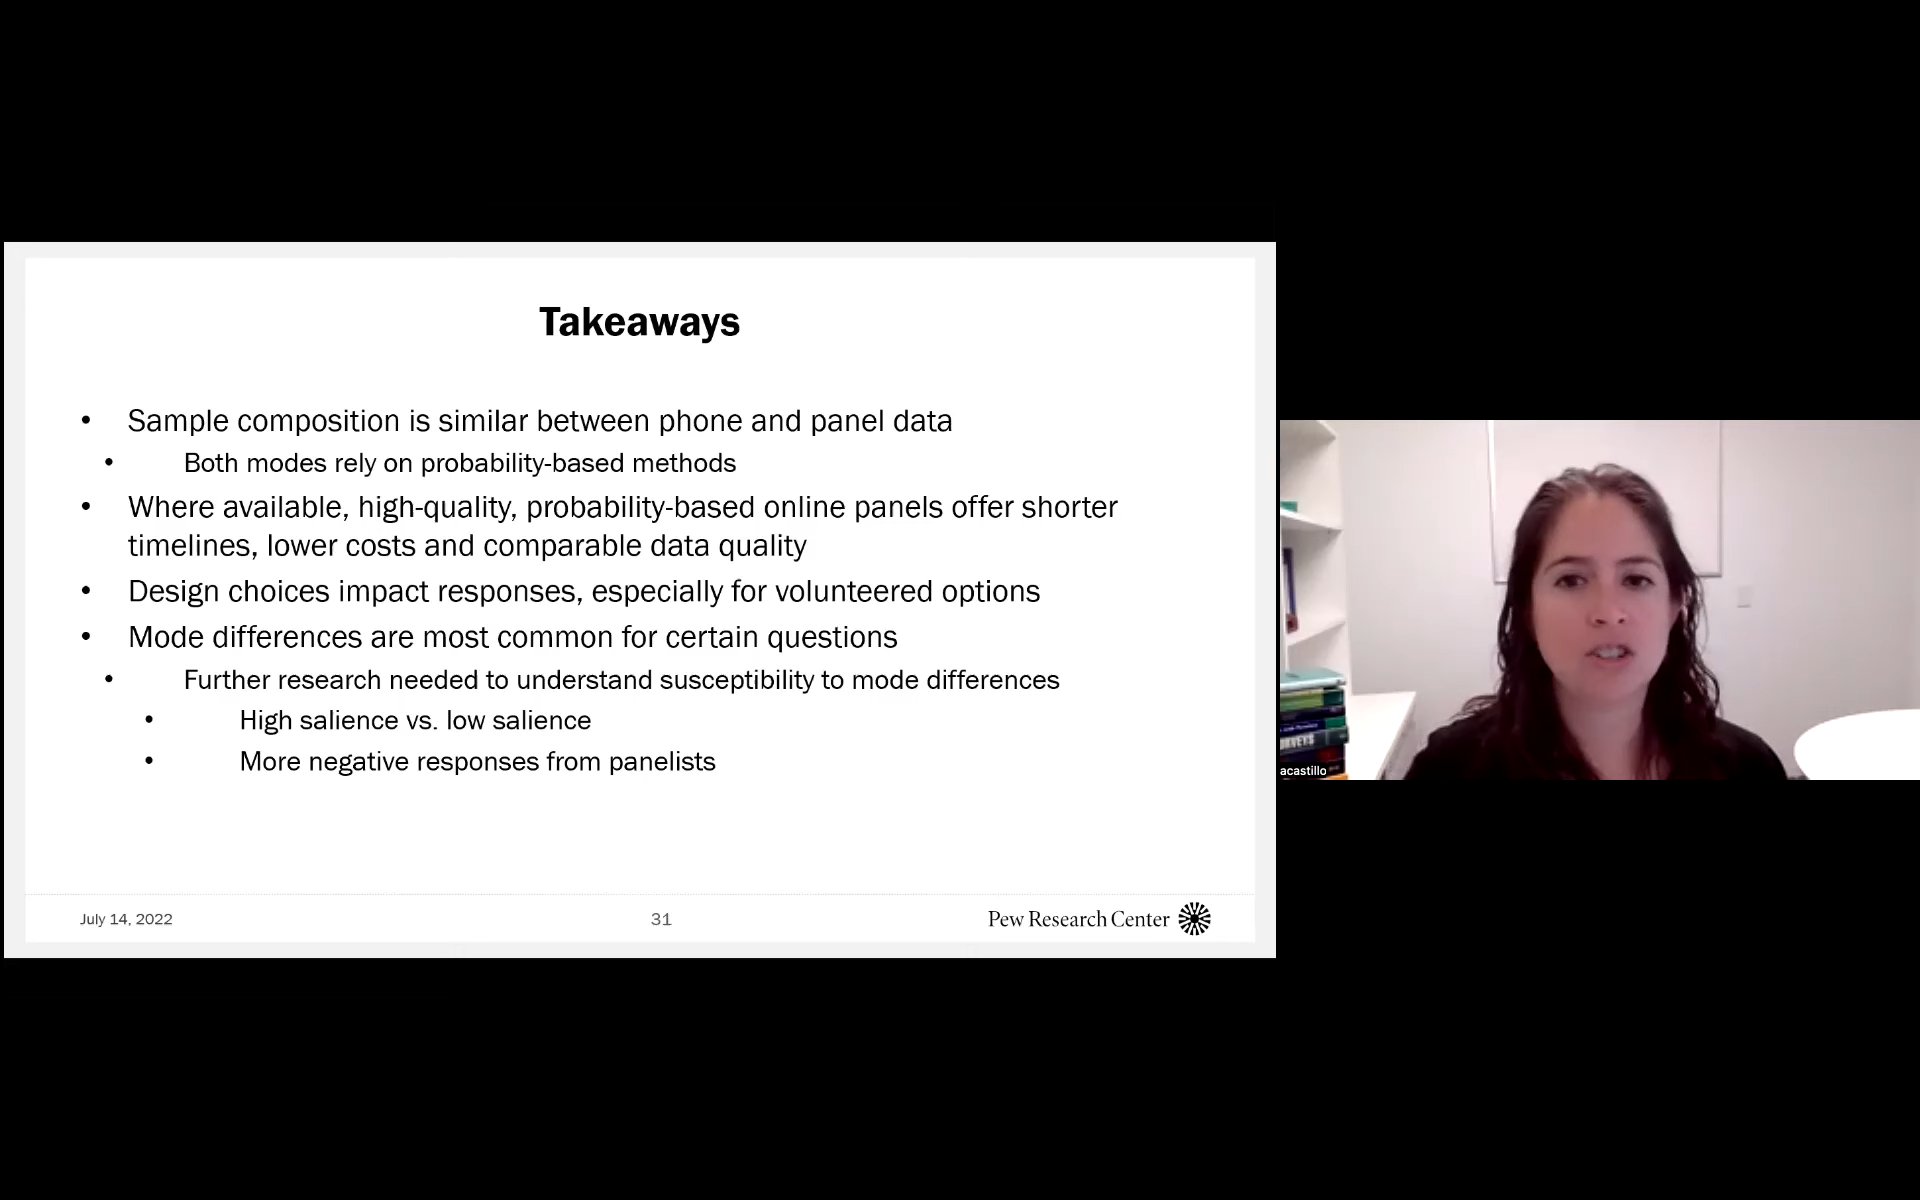 Takeaways
• Sample composition is similar between phone and panel data
• Both modes rely on probability-based methods
• Where available, high-quality, probability-based online panels offer shorter
timelines, lower costs and comparable data quality
• Design choices impact responses, especially for volunteered options
• Mode differences are most common for certain questions
• Further research needed to understand susceptibility to mode differences
• High salience vs. low salience
• More negative responses from panelists
July 14, 2022
31
Pew Research Center
acastillo